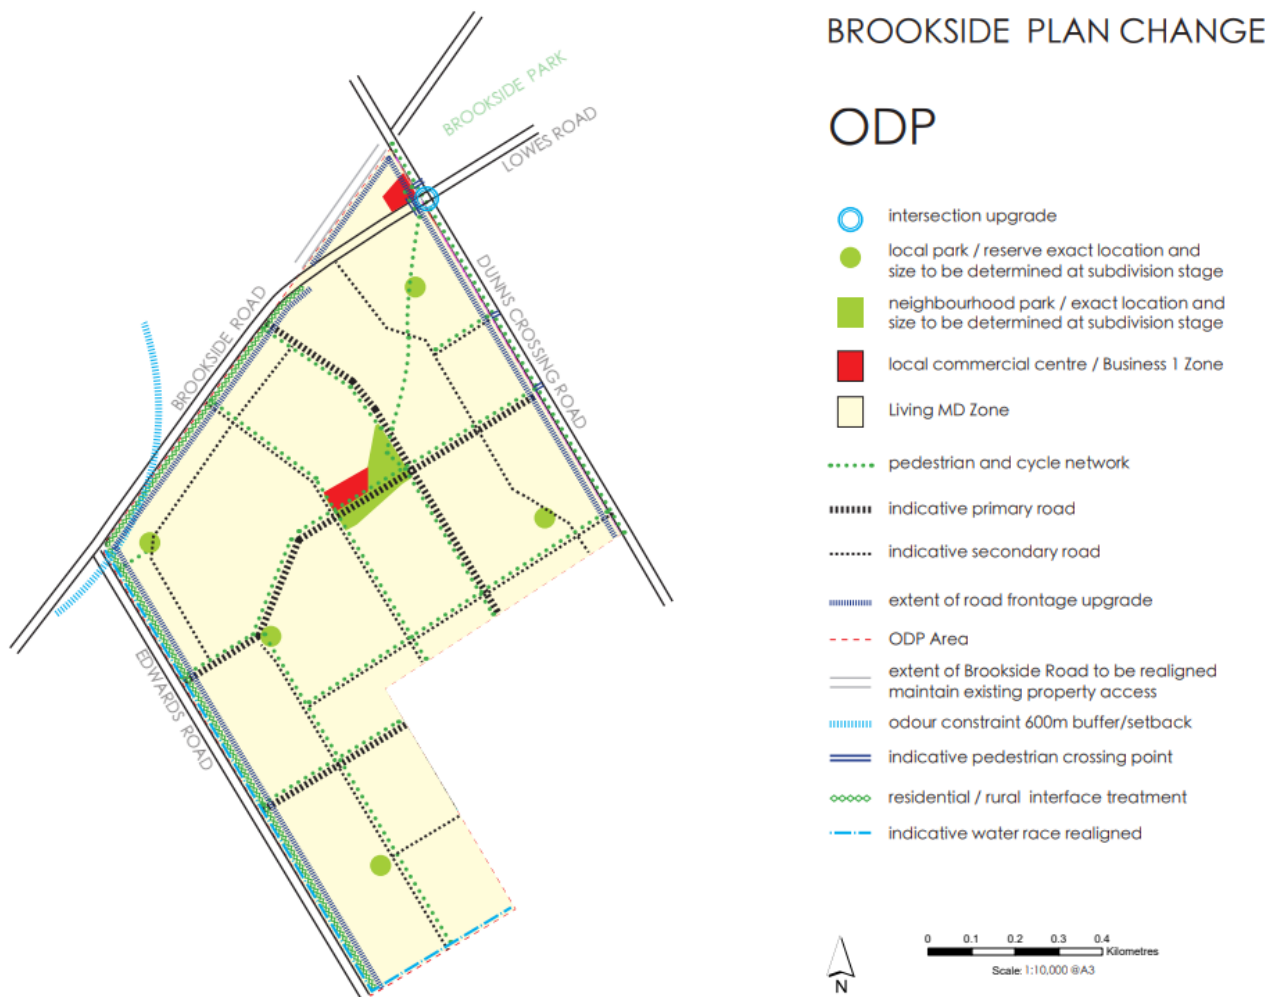 BROOKSIDE PLAN CHANGE
ODP
BROOKSIDE PARK
LOWES ROAD
DUNNS CROSSING ROAD
BROOKSIDE ROAD
EDWARDS ROAD
intersection upgrade
local park / reserve exact location and
size to be determined at subdivision stage
neighbourhood park / exact location and
size to be determined at subdivision stage
local commercial centre / Business 1 Zone
Living MD Zone
pedestrian and cycle network
indicative primary road
indicative secondary road
extent of road frontage upgrade
ODP Area
extent of Brookside Road to be realigned
maintain existing property access
odour constraint 600m buffer/setback
indicative pedestrian crossing point
residential / rural interface treatment
indicative water race realigned
0 0.1 0.2 0.3 0.4
Kilometres
Scale: 1:10,000 @A3
N